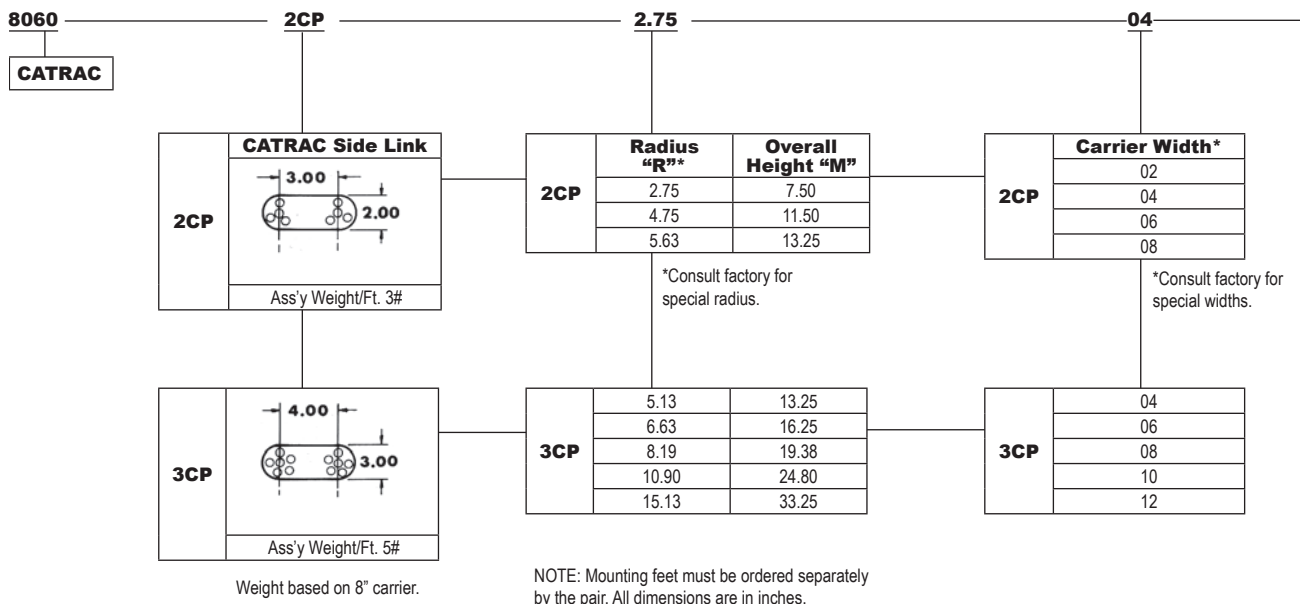 8060 2CP 2.75 04
CATRAC
2CP
CATRAC Side Link
3.00
2.00
Ass'y Weight/Ft. 3#
2CP
Radius "R"* Overall Height "M"
2.75 7.50
4.75 11.50
5.63 13.25
*Consult factory for
special radius.
2CP
Carrier Width*
02
04
06
08
*Consult factory for
special widths.
3CP
4.00
3.00
Ass'y Weight/Ft. 5#
Weight based on 8" carrier.
3CP
5.13 13.25
6.63 16.25
8.19 19.38
10.90 24.80
15.13 33.25
NOTE: Mounting feet must be ordered separately
by the pair. All dimensions are in inches.
3CP
04
06
08
10
12